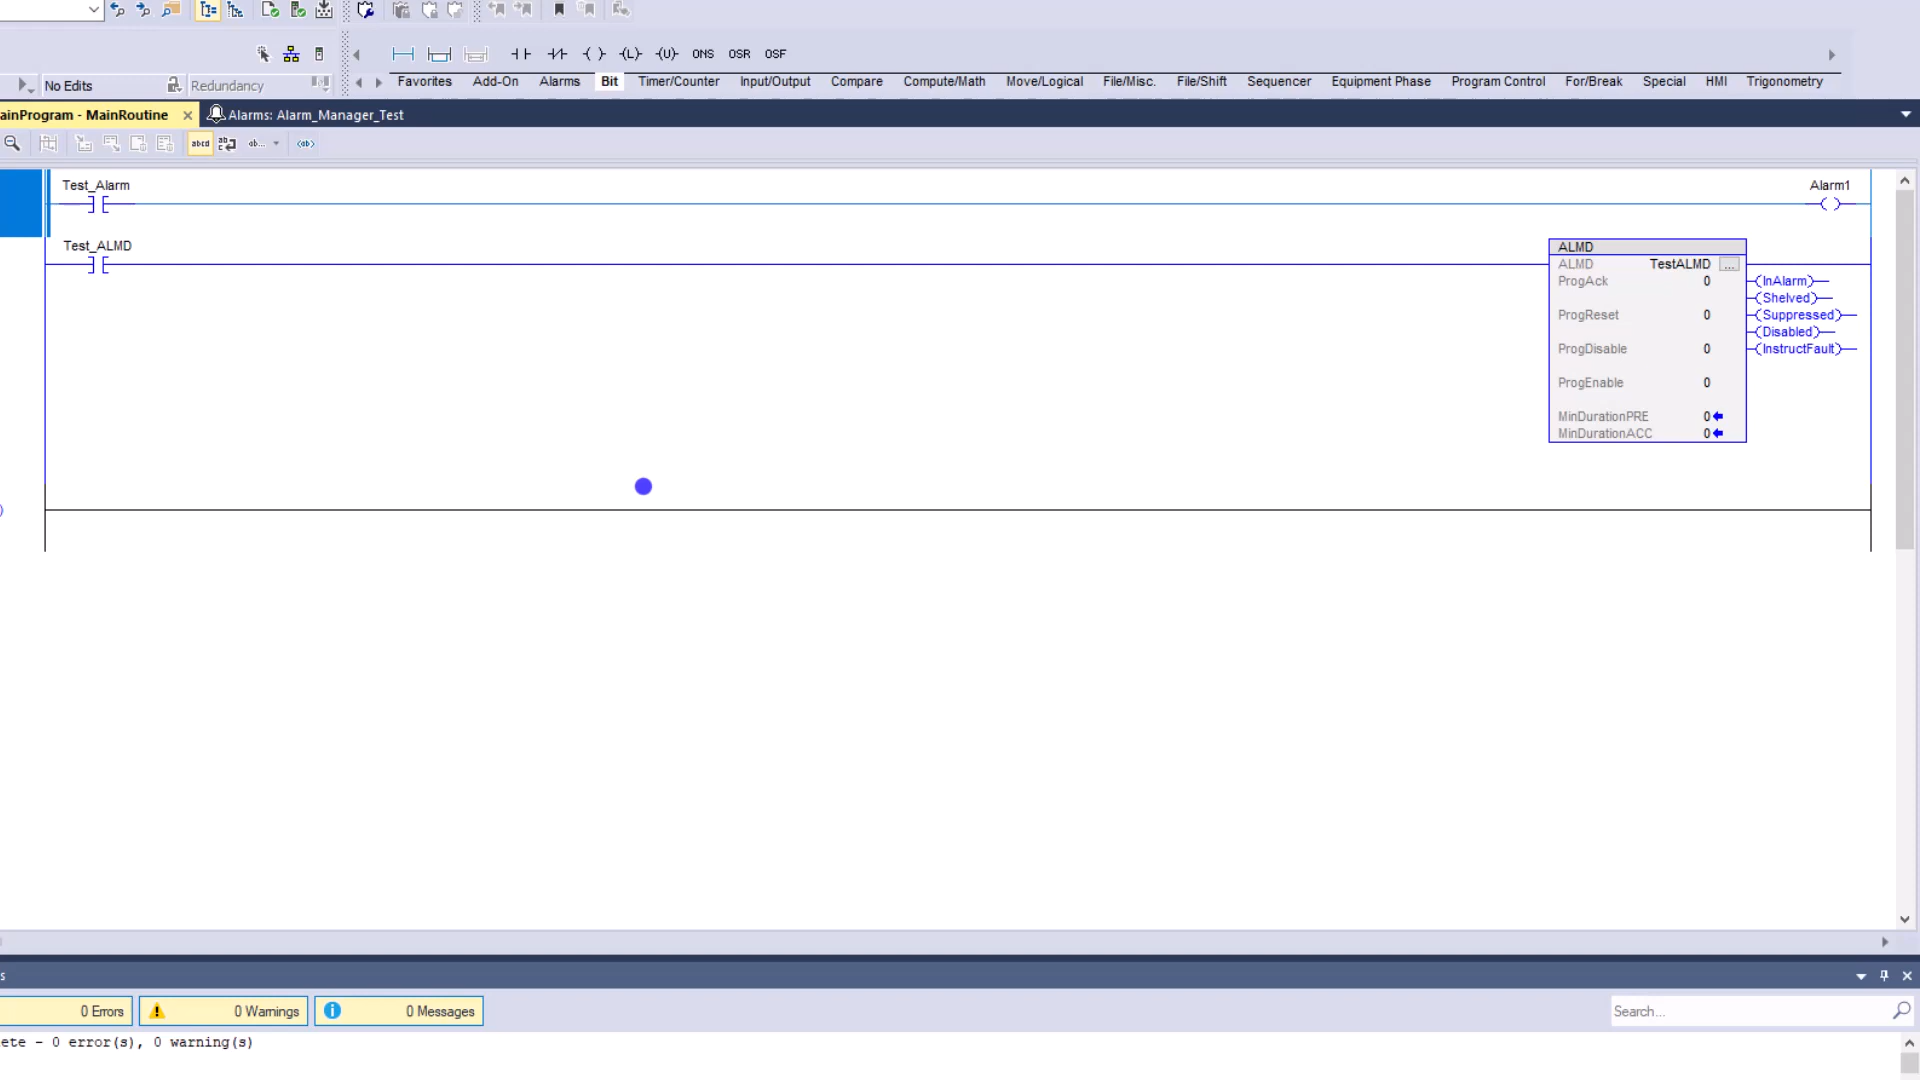 ONS OSR OSF
No Edits Redundancy
Favorites Add-On Alarms Bit Timer/Counter Input/Output Compare Compute/Math Move/Logical File/Misc. File/Shift Sequencer Equipment Phase Program Control For/Break Special HMI Trigonometry
ainProgram - MainRoutine Alarms: Alarm_Manager_Test
abcd ab...
Test_Alarm Alarm1
Test_ALMD
ALMD
ALMD TestALMD ...
ProgAck 0 InAlarm
Shelved
ProgReset 0 Suppressed
Disabled
ProgDisable 0 InstructFault
ProgEnable 0
MinDurationPRE 0
MinDurationACC 0
s
0 Errors 0 Warnings 0 Messages Search...
ete - 0 error(s), 0 warning(s)